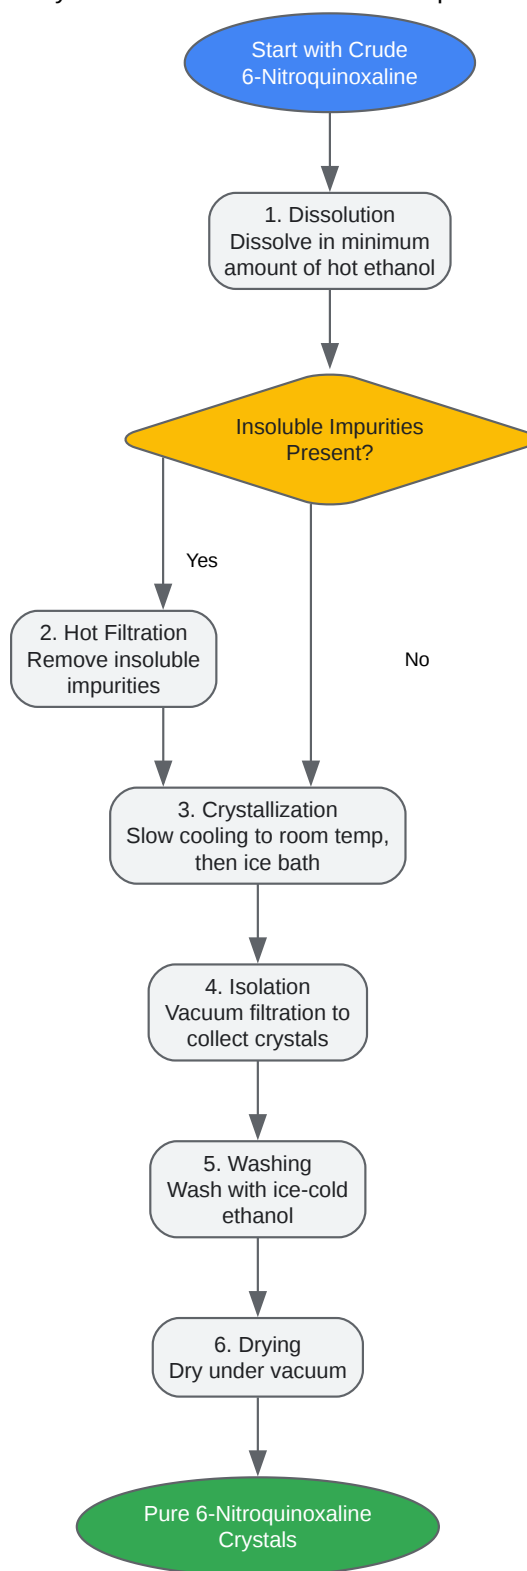 Start with Crude
6-Nitroquinoxaline
1. Dissolution
Dissolve in minimum
amount of hot ethanol
Insoluble Impurities
Present?
Yes
2. Hot Filtration
Remove insoluble
impurities
No
3. Crystallization
Slow cooling to room temp,
then ice bath
4. Isolation
Vacuum filtration to
collect crystals
5. Washing
Wash with ice-cold
ethanol
6. Drying
Dry under vacuum
Pure 6-Nitroquinoxaline
Crystals